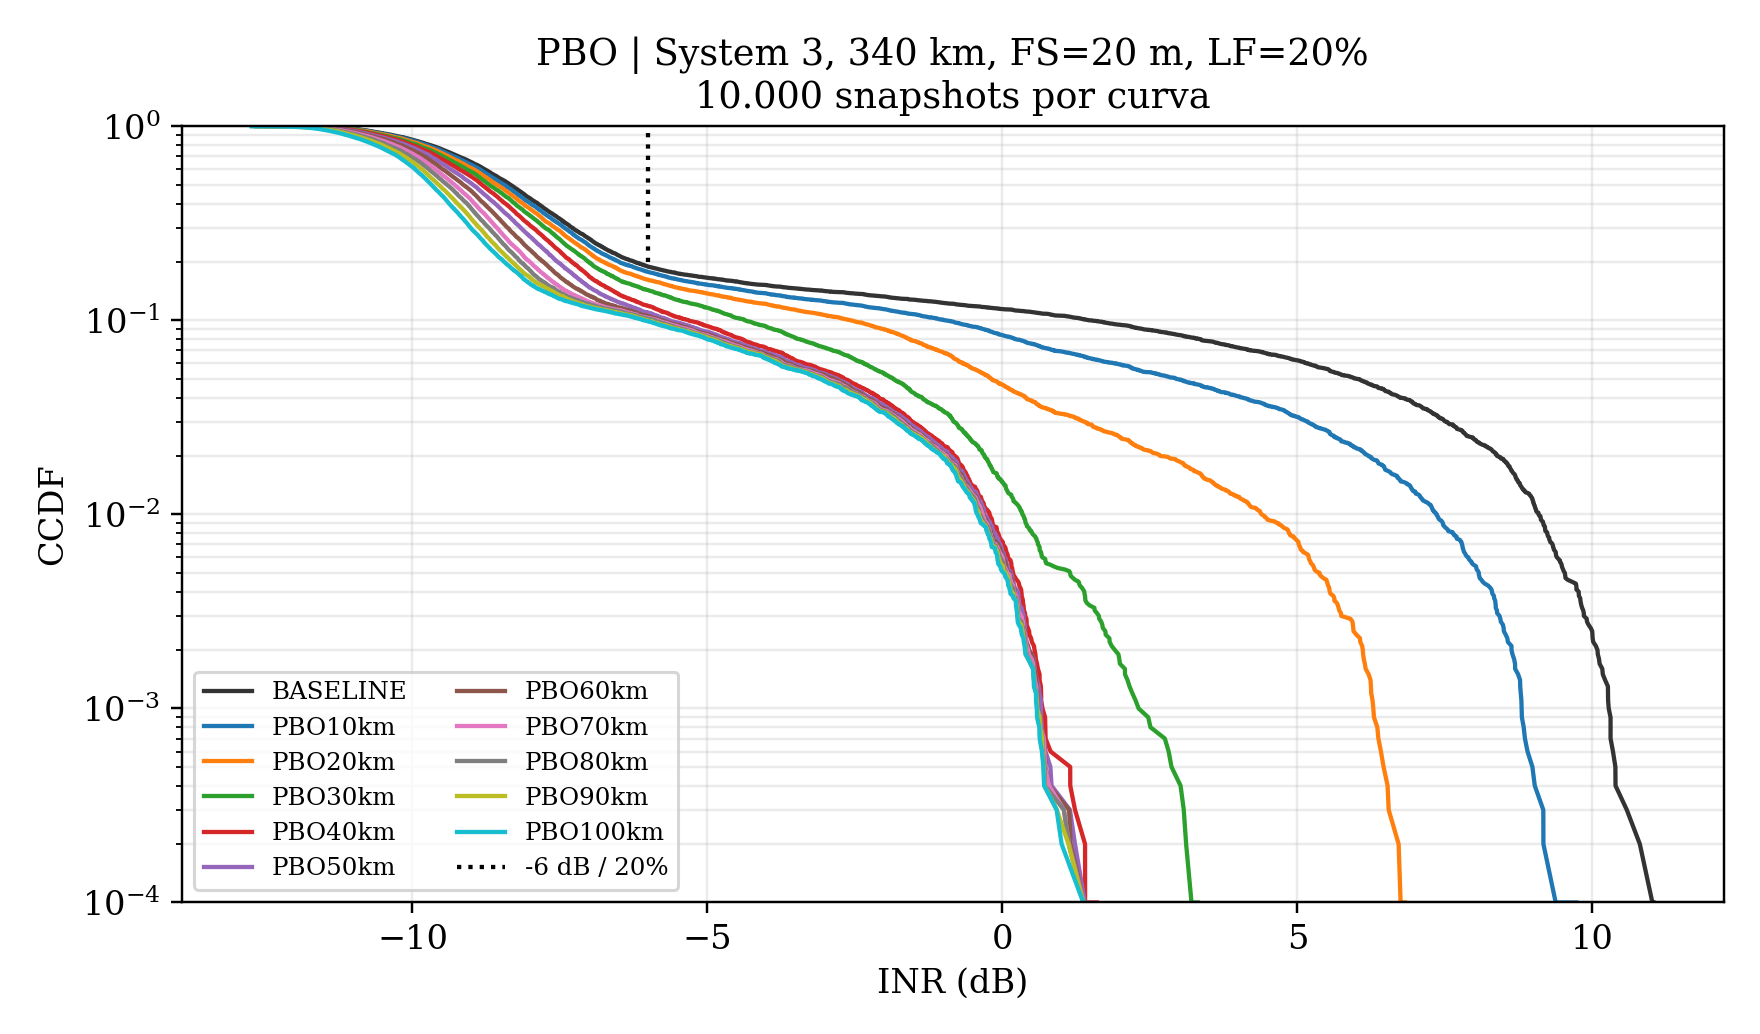 PBO | System 3, 340 km, FS=20 m, LF=20%
10.000 snapshots por curva
CCDF
10⁰
10⁻¹
10⁻²
10⁻³
10⁻⁴
BASELINE
PBO10km
PBO20km
PBO30km
PBO40km
PBO50km
PBO60km
PBO70km
PBO80km
PBO90km
PBO100km
-6 dB / 20%
−10
−5
0
5
10
INR (dB)